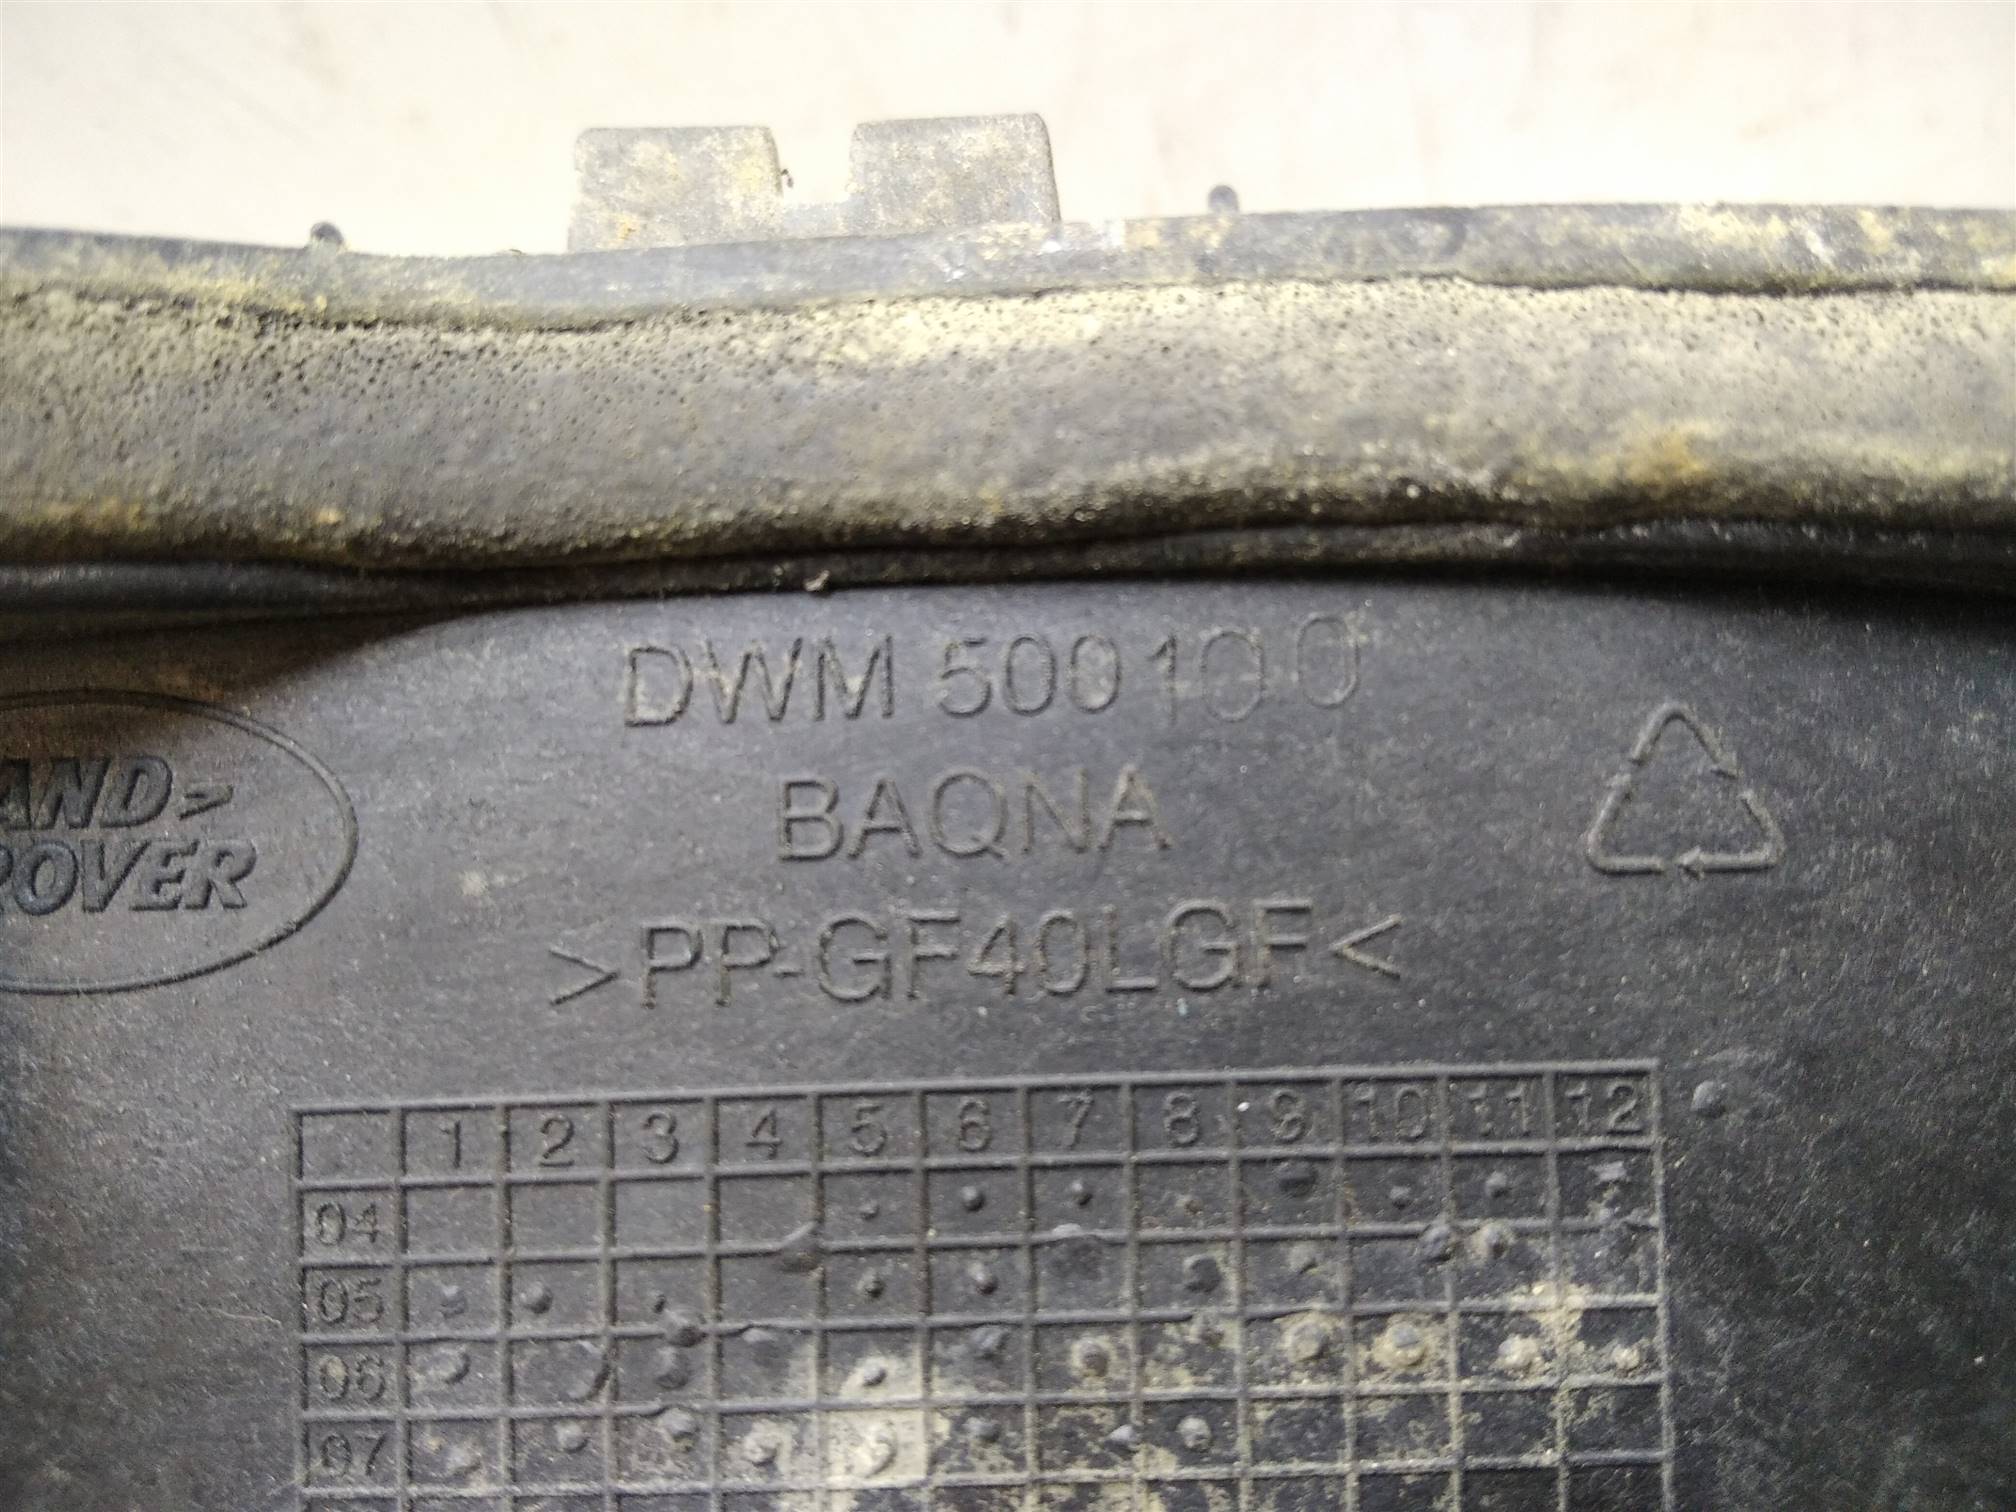 DWM 500100
AND>
ROVER
BAQNA
>PP-GF40LGF<
1 2 3 4 5 6 7 8 9 10 11 12
04
05
06
07